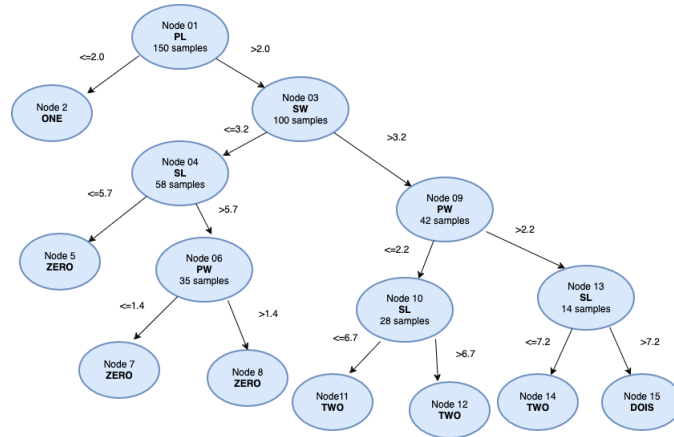 Node 01
PL
150 samples
<=2.0
>2.0
Node 2
ONE
Node 03
SW
100 samples
<=3.2
>3.2
Node 04
SL
58 samples
<=5.7
>5.7
Node 09
PW
42 samples
<=2.2
>2.2
Node 5
ZERO
Node 06
PW
35 samples
<=1.4
>1.4
Node 10
SL
28 samples
<=6.7
>6.7
Node 13
SL
14 samples
<=7.2
>7.2
Node 7
ZERO
Node 8
ZERO
Node11
TWO
Node 12
TWO
Node 14
TWO
Node 15
DOIS